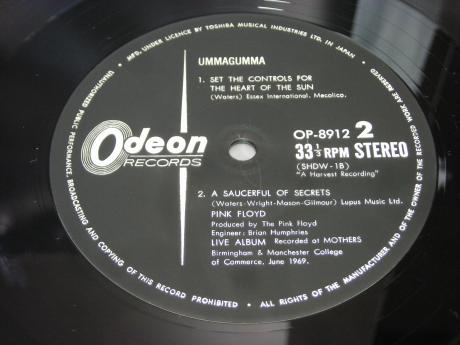 • MFD. UNDER LICENCE BY TOSHIBA MUSICAL INDUSTRIES LTD. IN JAPAN •
UNAUTHORIZED PUBLIC PERFORMANCE, BROADCASTING AND COPYING OF THIS RECORD PROHIBITED • ALL RIGHTS OF THE MANUFACTURER AND OF THE OWNER OF THE RECORDED WORK ARE RESERVED
UMMAGUMMA
1. SET THE CONTROLS FOR
THE HEART OF THE SUN
(Waters) Essex International. Mecolico.
Odeon
RECORDS
OP-8912 2
33⅓ RPM STEREO
(SHDW-1B)
"A Harvest Recording"
2. A SAUCERFUL OF SECRETS
(Waters-Wright-Mason-Gilmour) Lupus Music Ltd.
PINK FLOYD
Produced by The Pink Floyd
Engineer: Brian Humphries
LIVE ALBUM Recorded at MOTHERS
Birmingham & Manchester College
of Commerce, June 1969.